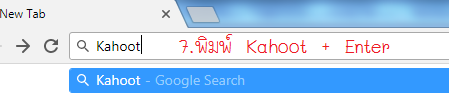 New Tab
Kahoot 7.พิมพ์ Kahoot + Enter
Kahoot - Google Search